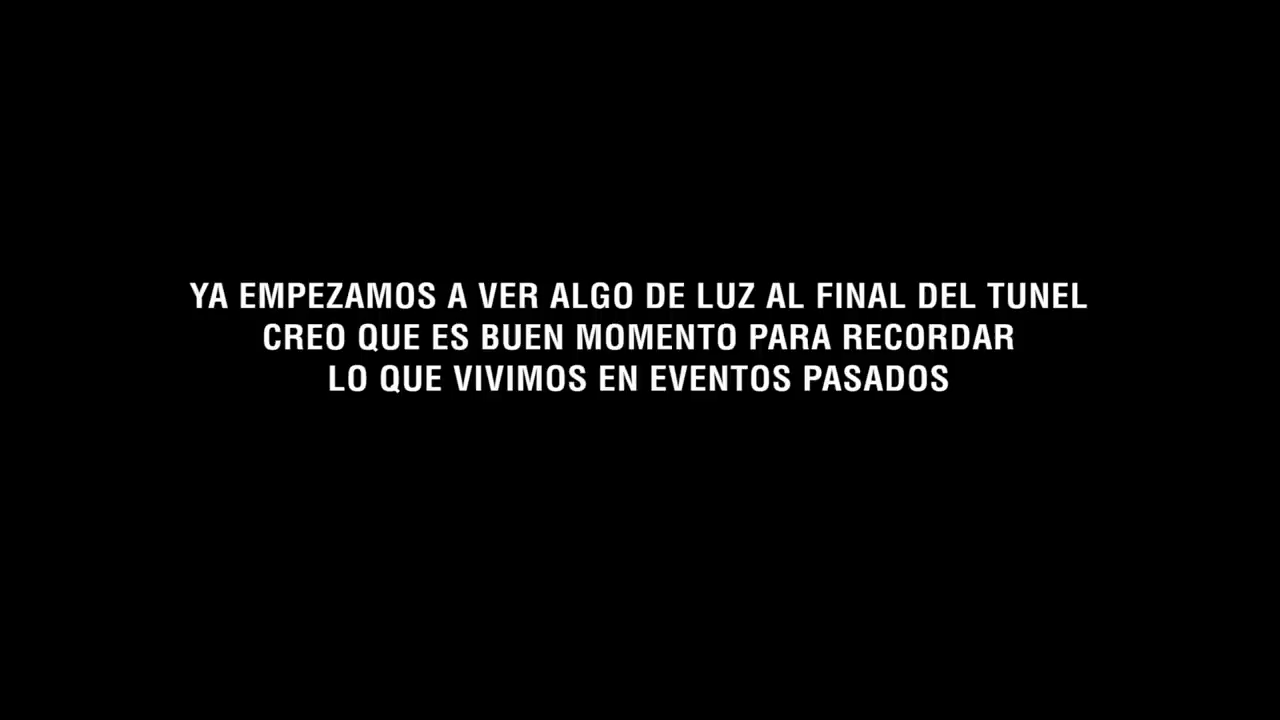 YA EMPEZAMOS A VER ALGO DE LUZ AL FINAL DEL TUNEL
CREO QUE ES BUEN MOMENTO PARA RECORDAR
LO QUE VIVIMOS EN EVENTOS PASADOS